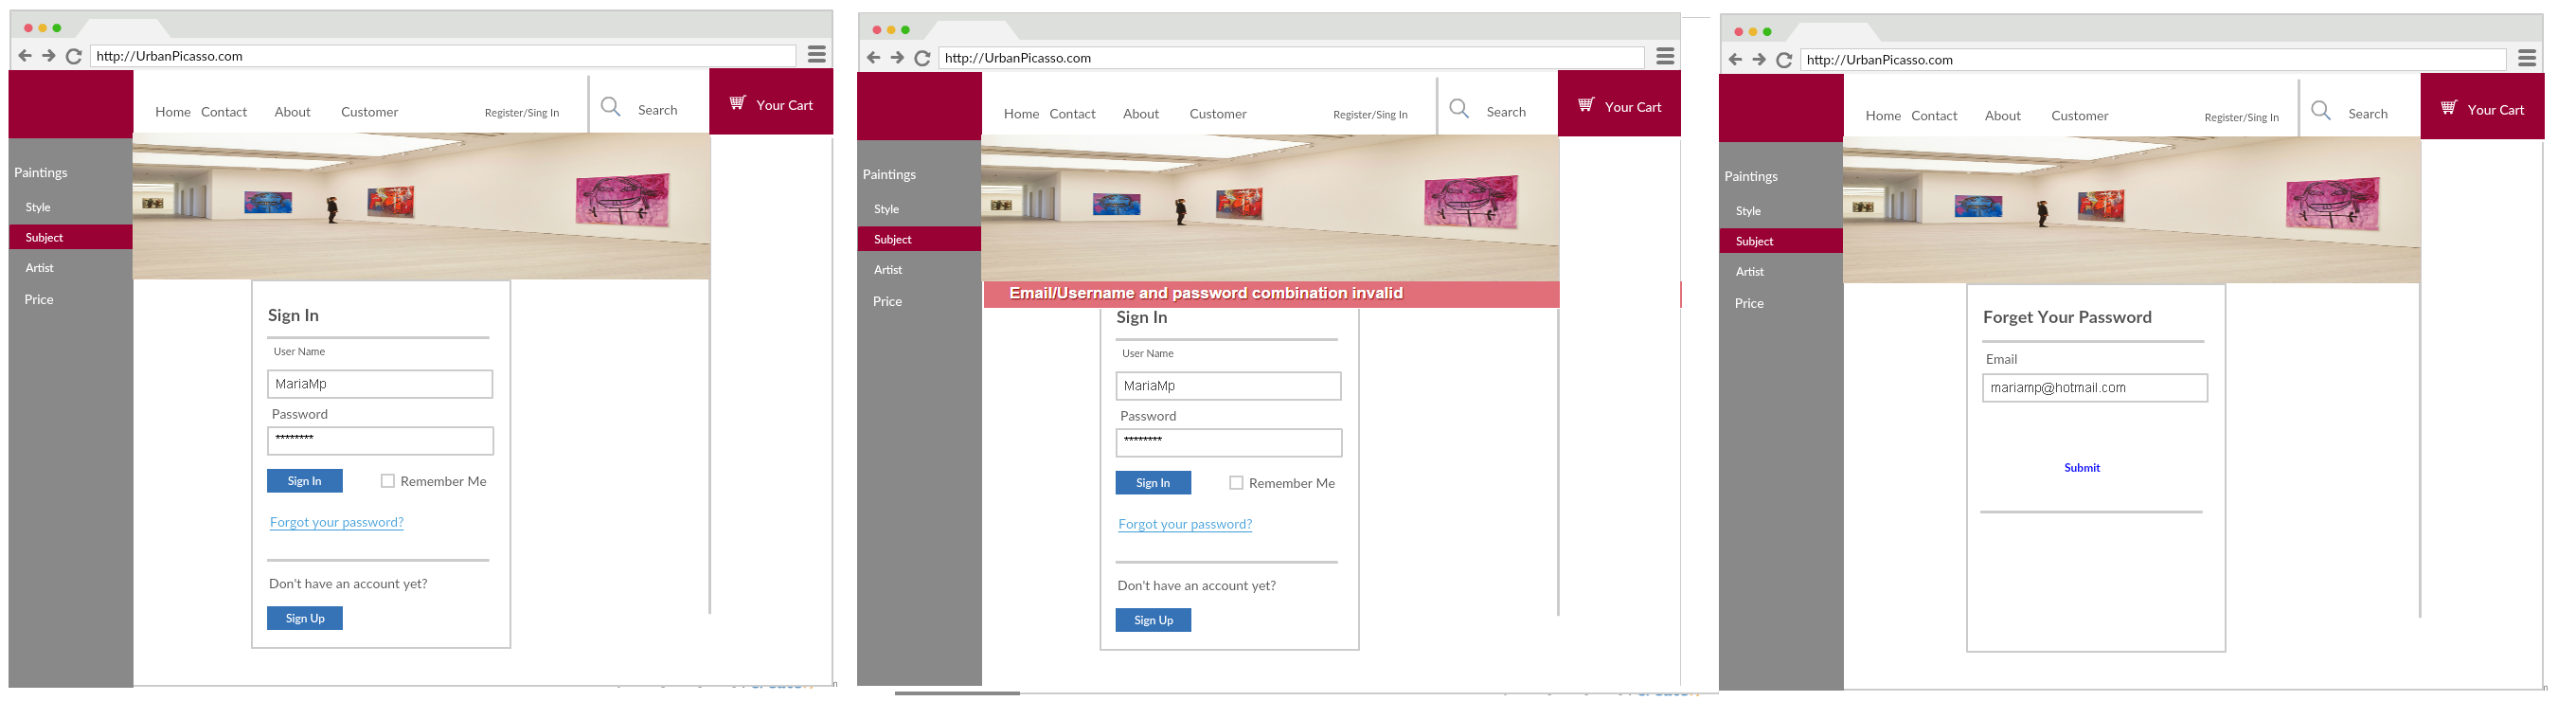 http://UrbanPicasso.com
Home Contact About Customer Register/Sing In Search Your Cart
Paintings
Style
Subject
Artist
Price
Sign In
User Name
MariaMp
Password
********
Sign In Remember Me
Forgot your password?
Don't have an account yet?
Sign Up
http://UrbanPicasso.com
Home Contact About Customer Register/Sing In Search Your Cart
Paintings
Style
Subject
Artist
Price
Email/Username and password combination invalid
Sign In
User Name
MariaMp
Password
********
Sign In Remember Me
Forgot your password?
Don't have an account yet?
Sign Up
http://UrbanPicasso.com
Home Contact About Customer Register/Sing In Search Your Cart
Paintings
Style
Subject
Artist
Price
Forget Your Password
Email
mariamp@hotmail.com
Submit